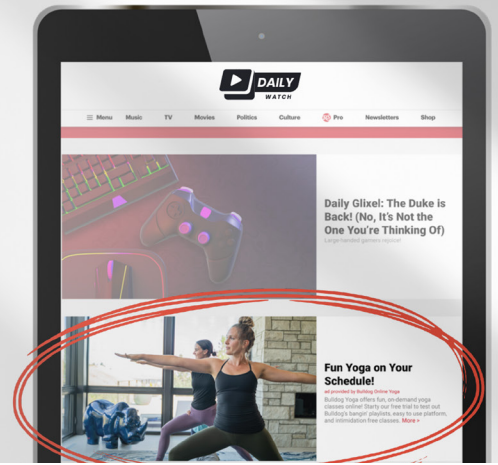 DAILY
WATCH
Menu Music TV Movies Politics Culture Pro Newsletters Shop
Daily Glixel: The Duke is
Back! (No, It's Not the
One You're Thinking Of)
Large-handed gamers rejoice!
Fun Yoga on Your
Schedule!
ad provided by Bulldog Online Yoga
Bulldog Yoga offers fun, on-demand yoga
classes online! Starty our free trial to test out
Bulldog's bangin' playlists, easy to use platform,
and intimidation-free classes. More »